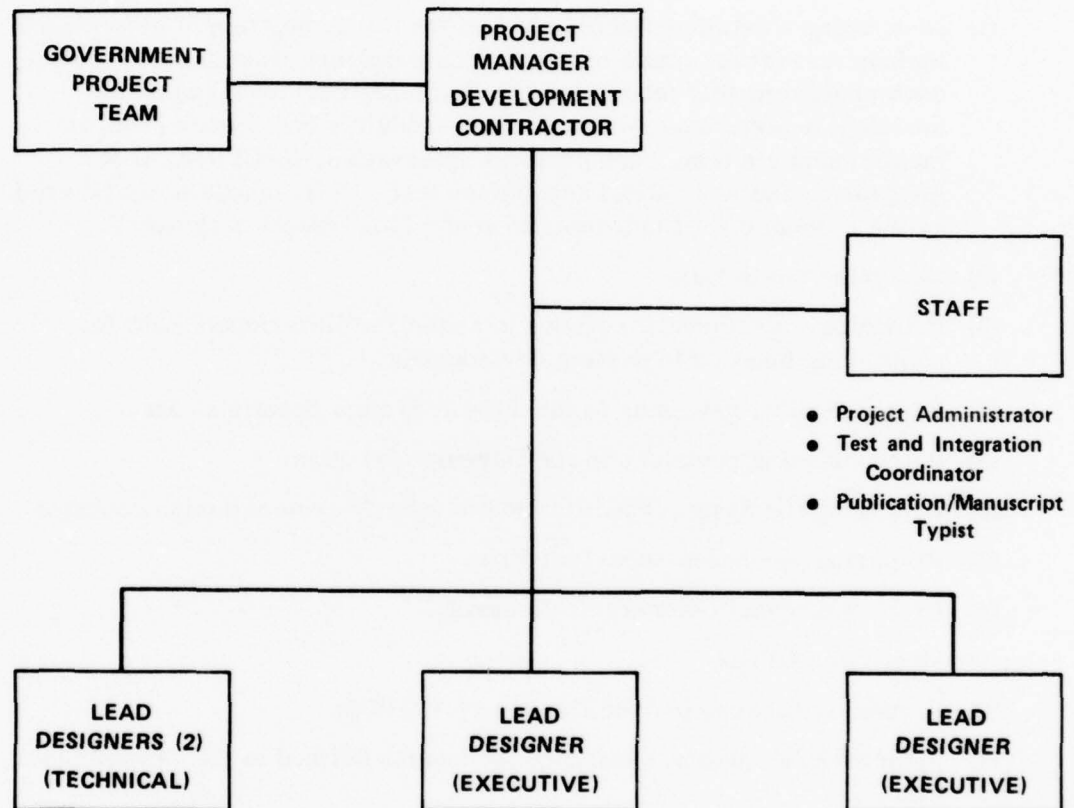 GOVERNMENT
PROJECT
TEAM
PROJECT
MANAGER
DEVELOPMENT
CONTRACTOR
STAFF
● Project Administrator
● Test and Integration
Coordinator
● Publication/Manuscript
Typist
LEAD
DESIGNERS (2)
(TECHNICAL)
LEAD
DESIGNER
(EXECUTIVE)
LEAD
DESIGNER
(EXECUTIVE)